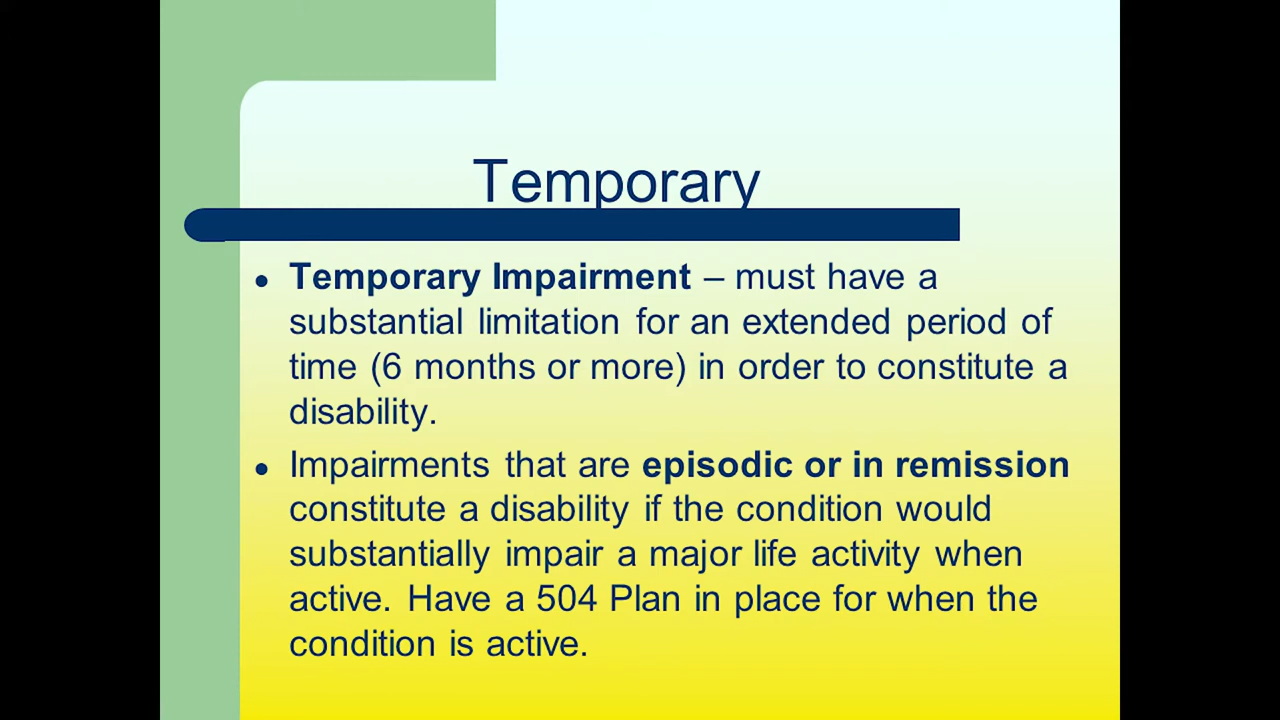 Temporary
• Temporary Impairment – must have a
substantial limitation for an extended period of
time (6 months or more) in order to constitute a
disability.
• Impairments that are episodic or in remission
constitute a disability if the condition would
substantially impair a major life activity when
active. Have a 504 Plan in place for when the
condition is active.